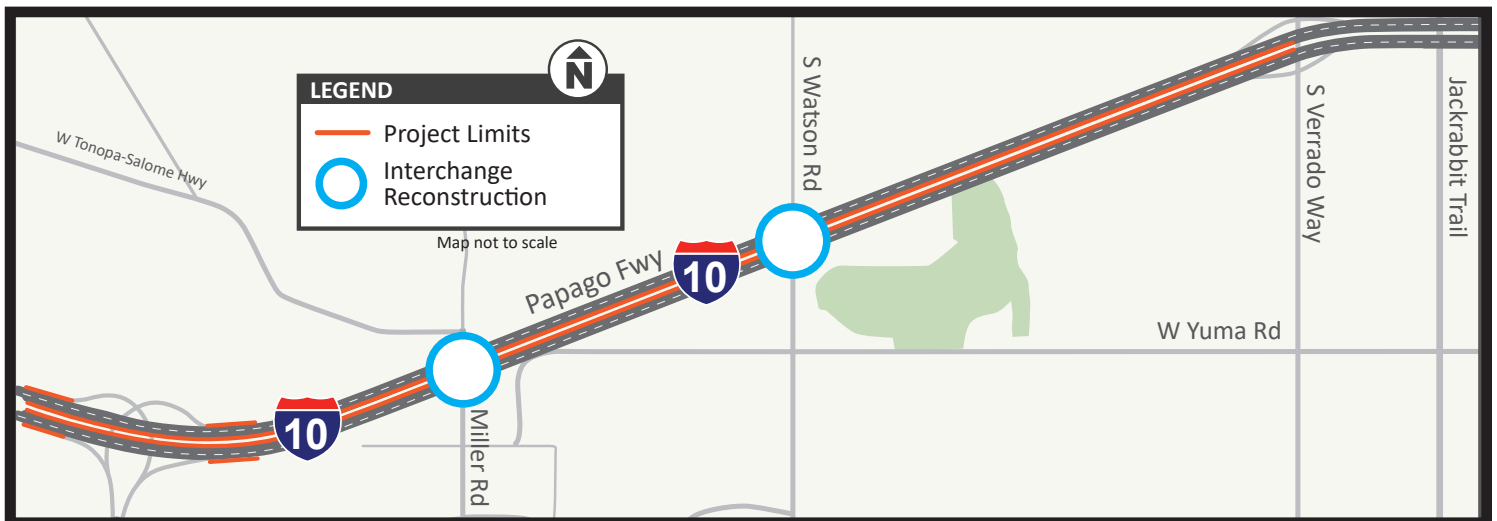 N
LEGEND
Project Limits
Interchange
Reconstruction
Map not to scale
W Tonopa-Salome Hwy
S Watson Rd
S Verrado Way
Jackrabbit Trail
Papago Fwy
10
W Yuma Rd
10
Miller Rd